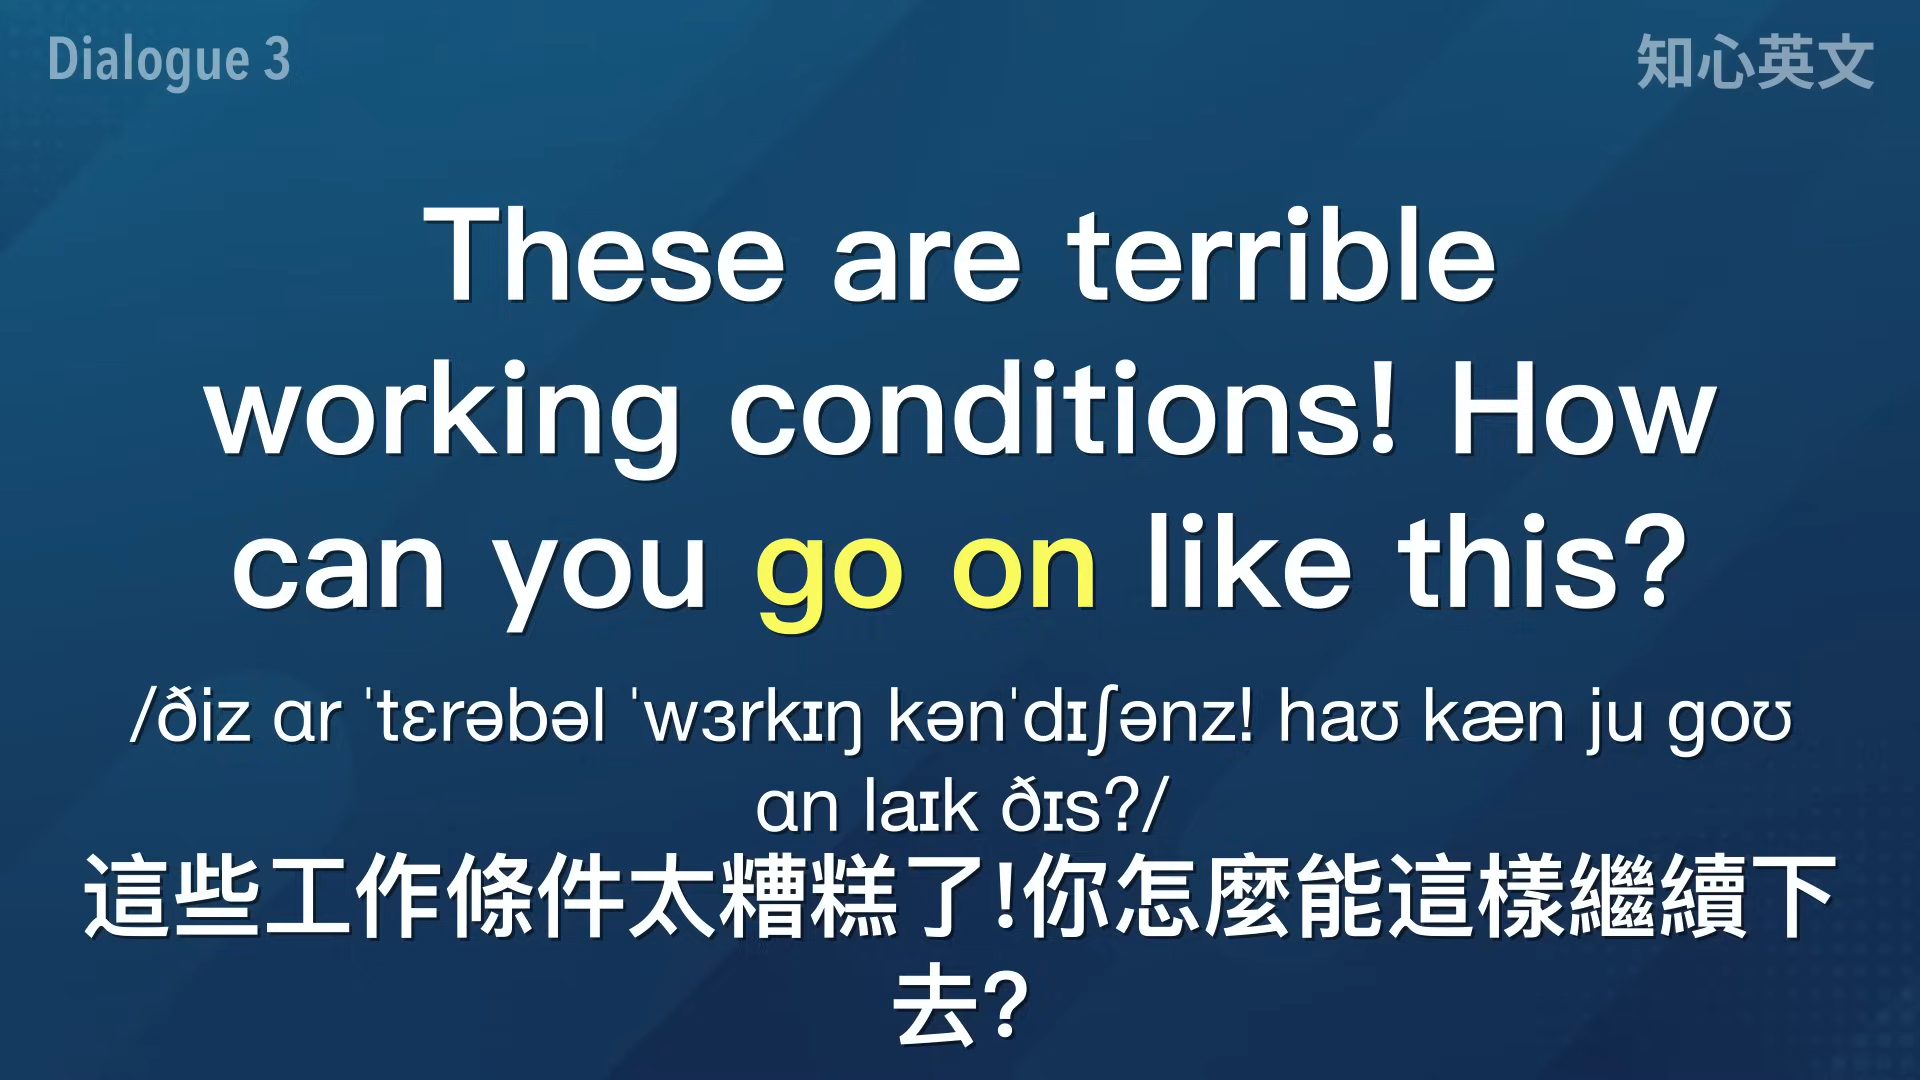 Dialogue 3
知心英文
These are terrible
working conditions! How
can you go on like this?
/ðiz ɑr ˈtɛrəbəl ˈwɜrkɪŋ kənˈdɪʃənz! haʊ kæn ju goʊ
ɑn laɪk ðɪs?/
這些工作條件太糟糕了!你怎麼能這樣繼續下
去?